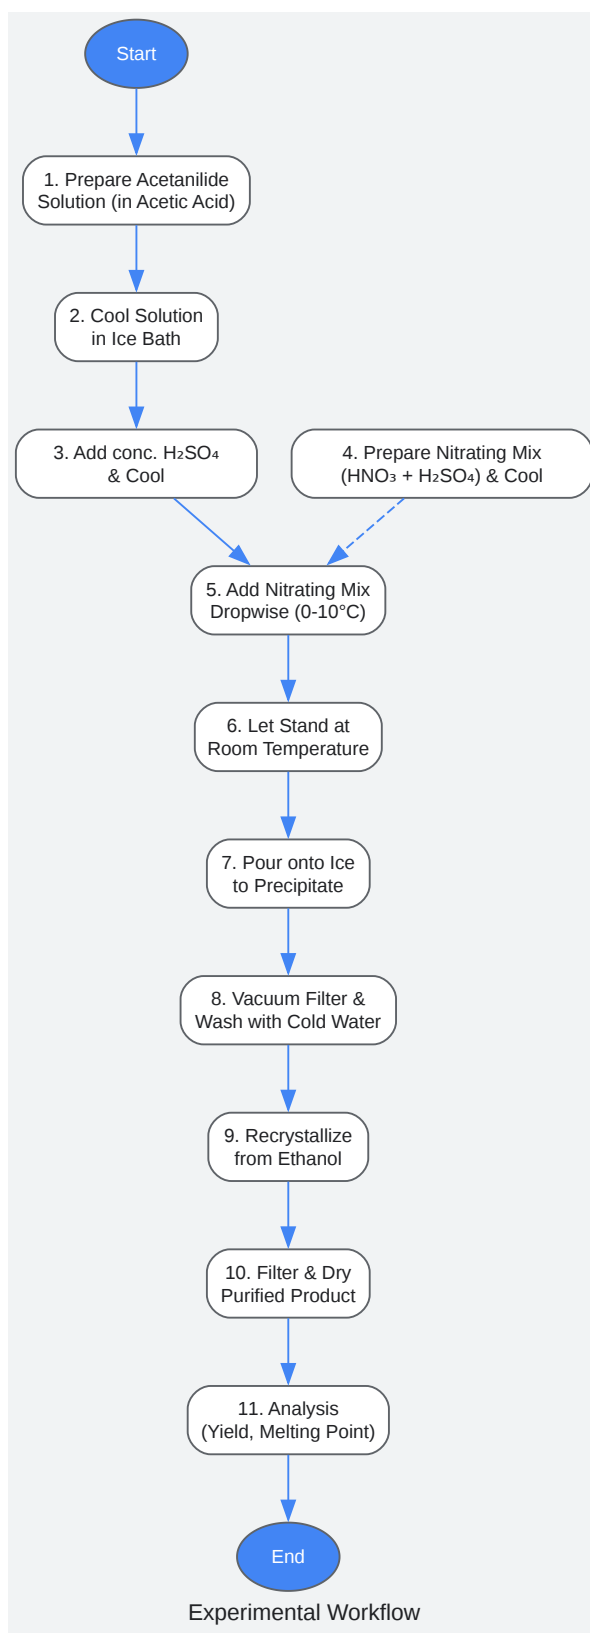 Start
1. Prepare Acetanilide
Solution (in Acetic Acid)
2. Cool Solution
in Ice Bath
3. Add conc. H₂SO₄
& Cool
4. Prepare Nitrating Mix
(HNO₃ + H₂SO₄) & Cool
5. Add Nitrating Mix
Dropwise (0-10°C)
6. Let Stand at
Room Temperature
7. Pour onto Ice
to Precipitate
8. Vacuum Filter &
Wash with Cold Water
9. Recrystallize
from Ethanol
10. Filter & Dry
Purified Product
11. Analysis
(Yield, Melting Point)
End
Experimental Workflow